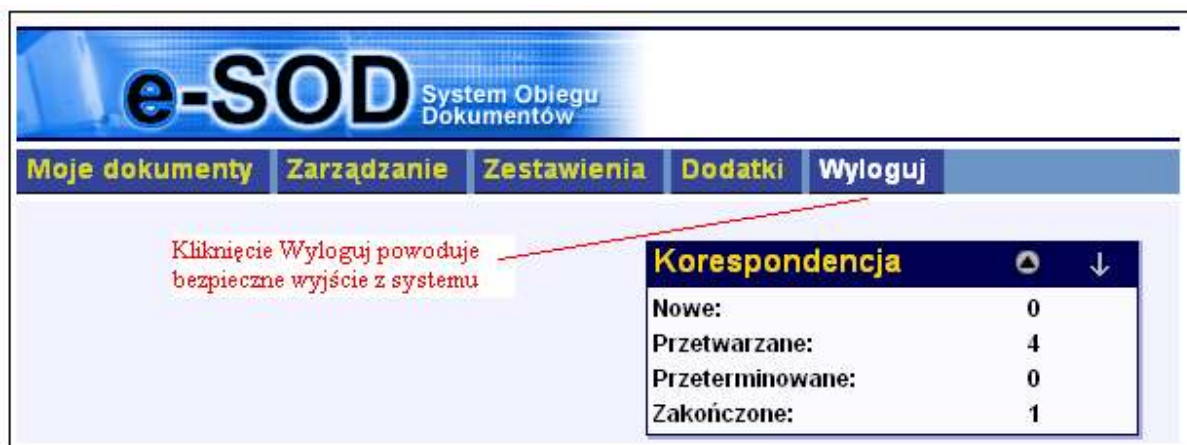 e-SOD System Obiegu
Dokumentów
Moje dokumenty Zarządzanie Zestawienia Dodatki Wyloguj
Kliknięcie Wyloguj powoduje
bezpieczne wyjście z systemu
Korespondencja
Nowe: 0
Przetwarzane: 4
Przeterminowane: 0
Zakończone: 1